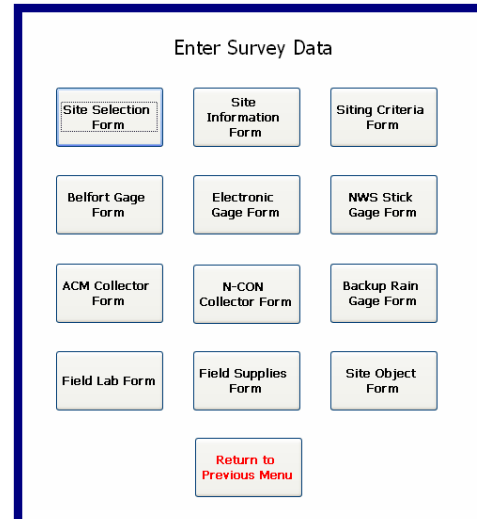 Enter Survey Data
Site Selection
Form
Site
Information
Form
Siting Criteria
Form
Belfort Gage
Form
Electronic
Gage Form
NWS Stick
Gage Form
ACM Collector
Form
N-CON
Collector Form
Backup Rain
Gage Form
Field Lab Form
Field Supplies
Form
Site Object
Form
Return to
Previous Menu